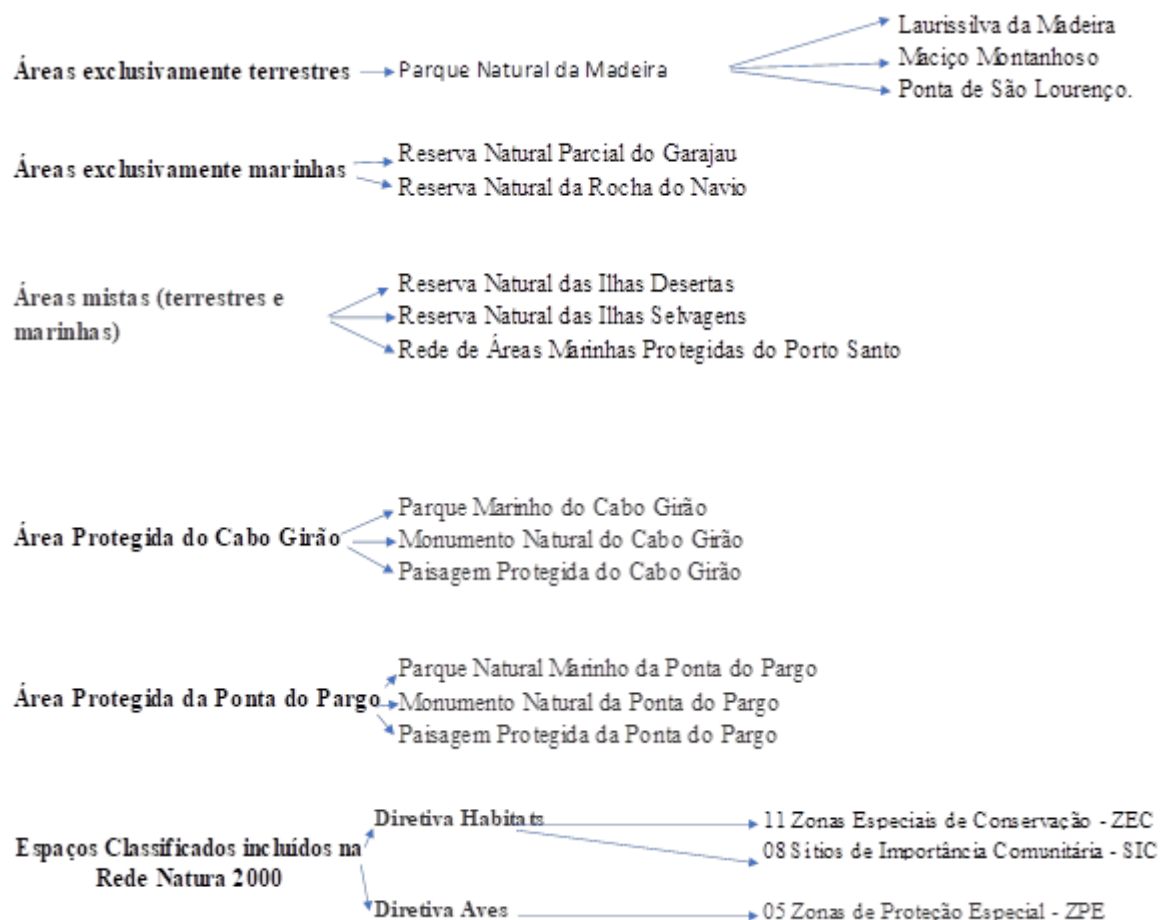 Áreas exclusivamente terrestres
Parque Natural da Madeira
Laurissilva da Madeira
Maciço Montanhoso
Ponta de São Lourenço.
Áreas exclusivamente marinhas
Reserva Natural Parcial do Garajau
Reserva Natural da Rocha do Navio
Áreas mistas (terrestres e
marinhas)
Reserva Natural das Ilhas Desertas
Reserva Natural das Ilhas Selvagens
Rede de Áreas Marinhas Protegidas do Porto Santo
Área Protegida do Cabo Girão
Parque Marinho do Cabo Girão
Monumento Natural do Cabo Girão
Paisagem Protegida do Cabo Girão
Área Protegida da Ponta do Pargo
Parque Natural Marinho da Ponta do Pargo
Monumento Natural da Ponta do Pargo
Paisagem Protegida da Ponta do Pargo
Espaços Classificados incluídos na
Rede Natura 2000
Diretiva Habitats
11 Zonas Especiais de Conservação - ZEC
08 Sítios de Importância Comunitária - SIC
Diretiva Aves
05 Zonas de Proteção Especial - ZPE